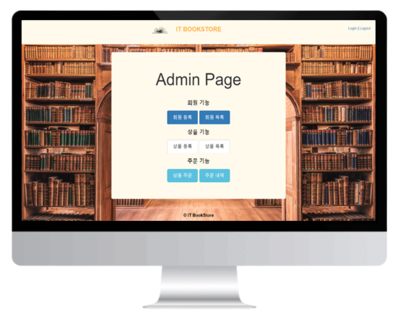 IT BOOKSTORE
Login | Logout
Admin Page
회원 기능
회원 등록 회원 목록
상품 기능
상품 등록 상품 목록
주문 기능
상품 주문 주문 내역
© IT BookStore